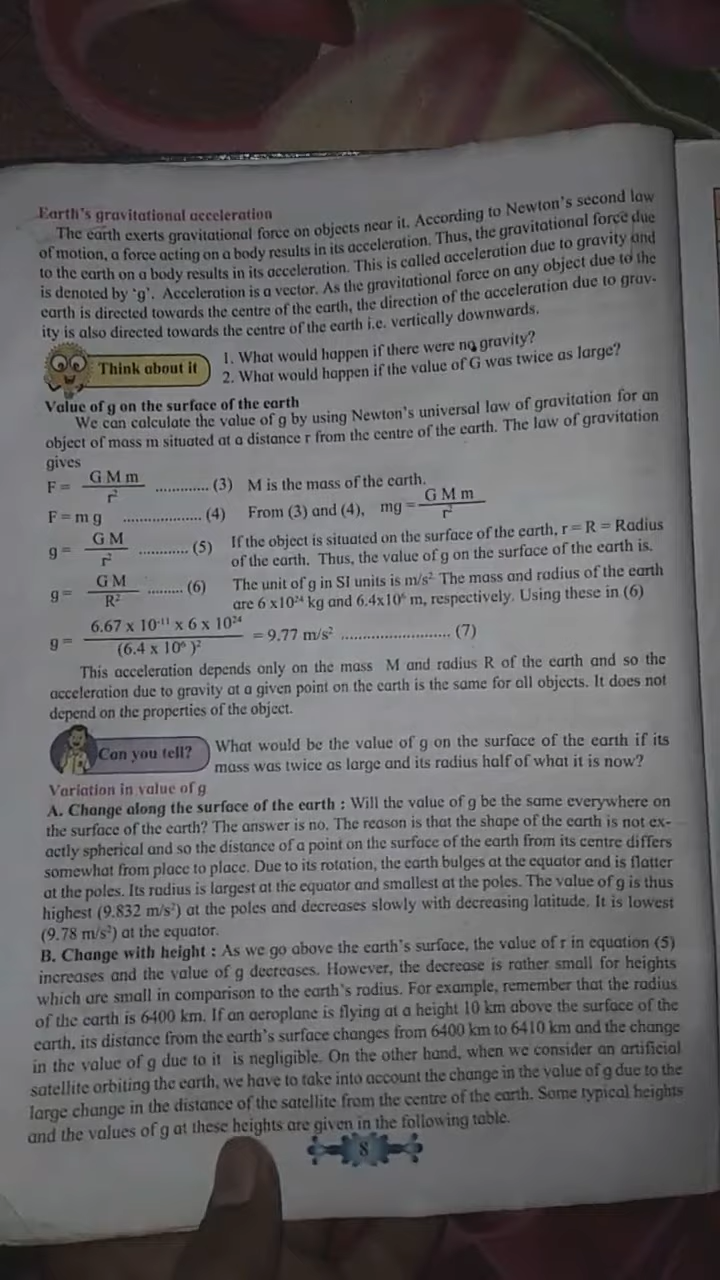 Earth's gravitational acceleration
The earth exerts gravitational force on objects near it. According to Newton's second law
of motion, a force acting on a body results in its acceleration. Thus, the gravitational force due
to the earth on a body results in its acceleration. This is called acceleration due to gravity and
is denoted by 'g'. Acceleration is a vector. As the gravitational force on any object due to the
earth is directed towards the centre of the earth, the direction of the acceleration due to grav-
ity is also directed towards the centre of the earth i.e. vertically downwards.
Think about it
1. What would happen if there were no gravity?
2. What would happen if the value of G was twice as large?
Value of g on the surface of the earth
We can calculate the value of g by using Newton's universal law of gravitation for an
object of mass m situated at a distance r from the centre of the earth. The law of gravitation
gives
F = G M m / r² ............. (3) M is the mass of the earth.
F = m g ................... (4) From (3) and (4), mg = G M m / r²
g = G M / r² ............ (5) If the object is situated on the surface of the earth, r = R = Radius
of the earth. Thus, the value of g on the surface of the earth is.
g = G M / R² ......... (6) The unit of g in SI units is m/s² The mass and radius of the earth
are 6 x10²⁴ kg and 6.4x10⁶ m, respectively. Using these in (6)
g = 6.67 x 10⁻¹¹ x 6 x 10²⁴ / (6.4 x 10⁶ )² = 9.77 m/s² ......................... (7)
This acceleration depends only on the mass M and radius R of the earth and so the
acceleration due to gravity at a given point on the earth is the same for all objects. It does not
depend on the properties of the object.
Can you tell?
What would be the value of g on the surface of the earth if its
mass was twice as large and its radius half of what it is now?
Variation in value of g
A. Change along the surface of the earth : Will the value of g be the same everywhere on
the surface of the earth? The answer is no. The reason is that the shape of the earth is not ex-
actly spherical and so the distance of a point on the surface of the earth from its centre differs
somewhat from place to place. Due to its rotation, the earth bulges at the equator and is flatter
at the poles. Its radius is largest at the equator and smallest at the poles. The value of g is thus
highest (9.832 m/s²) at the poles and decreases slowly with decreasing latitude. It is lowest
(9.78 m/s²) at the equator.
B. Change with height : As we go above the earth's surface, the value of r in equation (5)
increases and the value of g decreases. However, the decrease is rather small for heights
which are small in comparison to the earth's radius. For example, remember that the radius
of the earth is 6400 km. If an aeroplane is flying at a height 10 km above the surface of the
earth, its distance from the earth's surface changes from 6400 km to 6410 km and the change
in the value of g due to it is negligible. On the other hand, when we consider an artificial
satellite orbiting the earth, we have to take into account the change in the value of g due to the
large change in the distance of the satellite from the centre of the earth. Some typical heights
and the values of g at these heights are given in the following table.
8